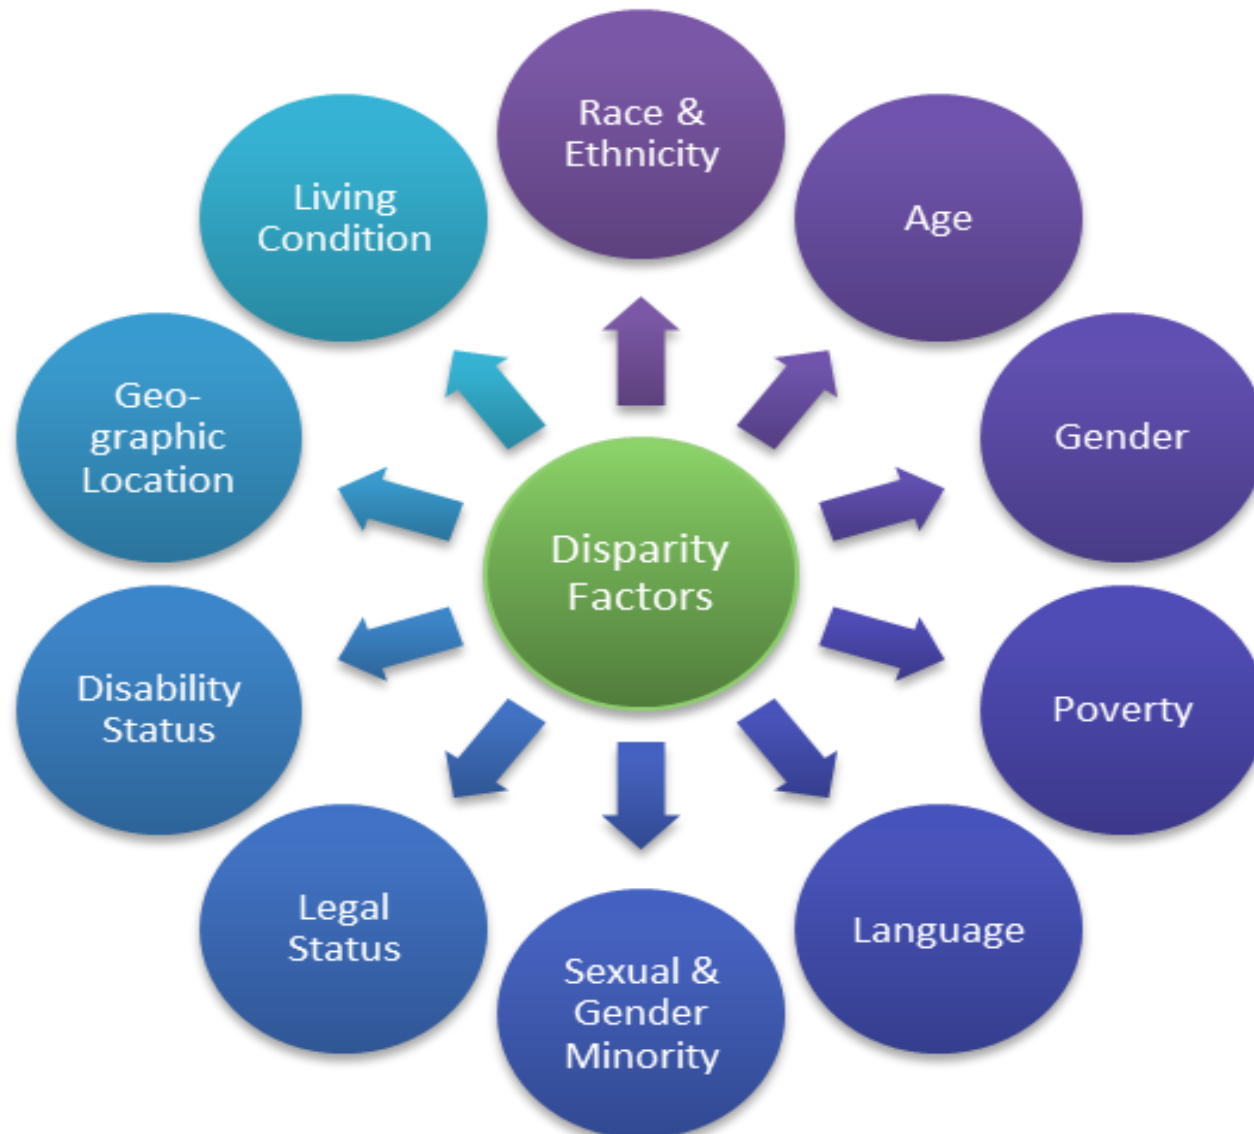 Race &
Ethnicity
Age
Gender
Poverty
Language
Sexual &
Gender
Minority
Legal
Status
Disability
Status
Geo-
graphic
Location
Living
Condition
Disparity
Factors